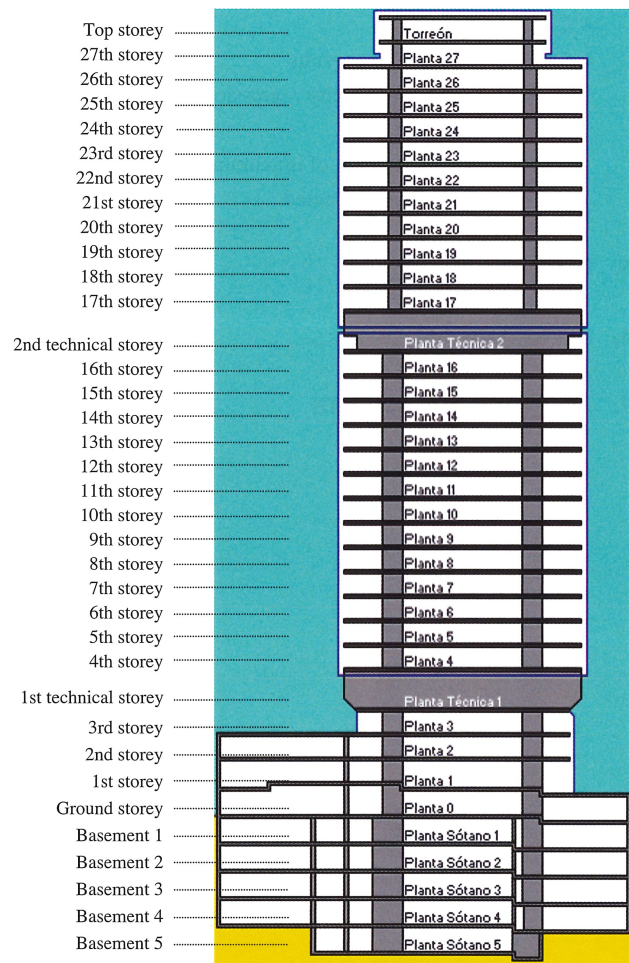 Top storey Torreón
27th storey Planta 27
26th storey Planta 26
25th storey Planta 25
24th storey Planta 24
23rd storey Planta 23
22nd storey Planta 22
21st storey Planta 21
20th storey Planta 20
19th storey Planta 19
18th storey Planta 18
17th storey Planta 17
2nd technical storey Planta Técnica 2
16th storey Planta 16
15th storey Planta 15
14th storey Planta 14
13th storey Planta 13
12th storey Planta 12
11th storey Planta 11
10th storey Planta 10
9th storey Planta 9
8th storey Planta 8
7th storey Planta 7
6th storey Planta 6
5th storey Planta 5
4th storey Planta 4
1st technical storey Planta Técnica 1
3rd storey Planta 3
2nd storey Planta 2
1st storey Planta 1
Ground storey Planta 0
Basement 1 Planta Sótano 1
Basement 2 Planta Sótano 2
Basement 3 Planta Sótano 3
Basement 4 Planta Sótano 4
Basement 5 Planta Sótano 5